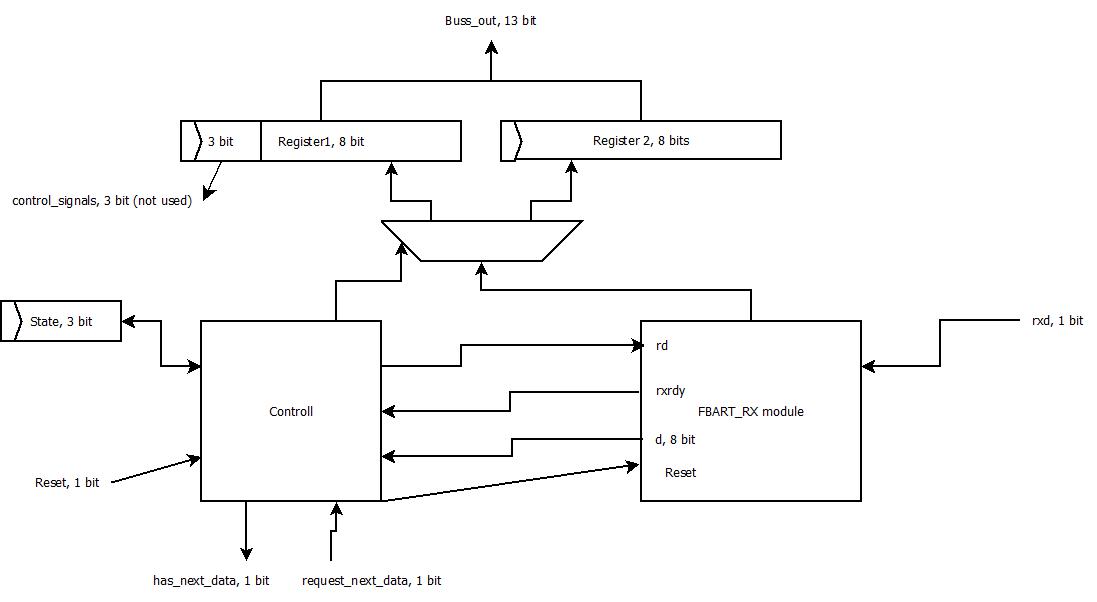 Buss_out, 13 bit
3 bit
Register1, 8 bit
Register 2, 8 bits
control_signals, 3 bit (not used)
State, 3 bit
rxd, 1 bit
rd
rxrdy
Controll
FBART_RX module
d, 8 bit
Reset
Reset, 1 bit
has_next_data, 1 bit
request_next_data, 1 bit